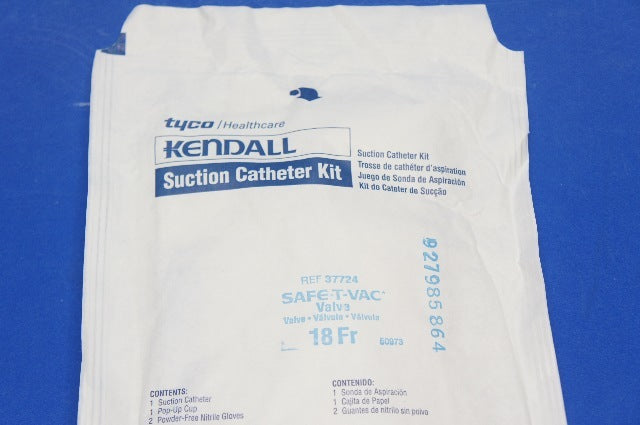 tyco / Healthcare
KENDALL
Suction Catheter Kit
Suction Catheter Kit
Trosse de cathéter d'aspiration
Juego de Sonda de Aspiración
Kit do Cateter de Sucção
REF 37724
SAFE-T-VAC
Valv3
Valve • Válvula • Válvula
18 Fr
60973
927985864
CONTENTS:
1 Suction Catheter
1 Pop-Up Cup
2 Powder-Free Nitrile Gloves
CONTENIDO:
1 Sonda de Aspiración
1 Cajita de Papel
2 Guantes de nitrilo sin polvo